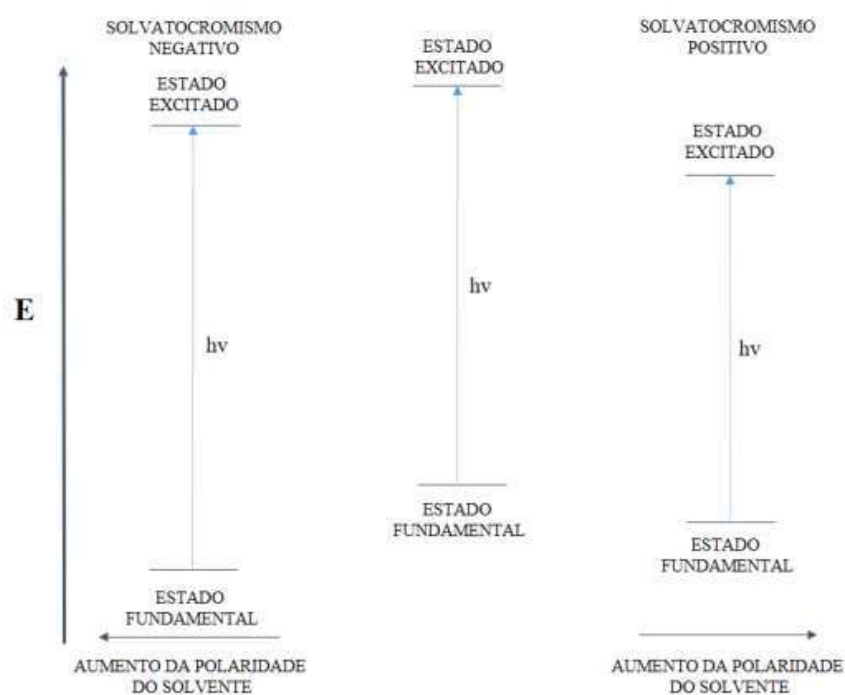 SOLVATOCROMISMO
NEGATIVO
ESTADO
EXCITADO
hv
ESTADO
FUNDAMENTAL
AUMENTO DA POLARIDADE
DO SOLVENTE
E
ESTADO
EXCITADO
hv
ESTADO
FUNDAMENTAL
SOLVATOCROMISMO
POSITIVO
ESTADO
EXCITADO
hv
ESTADO
FUNDAMENTAL
AUMENTO DA POLARIDADE
DO SOLVENTE